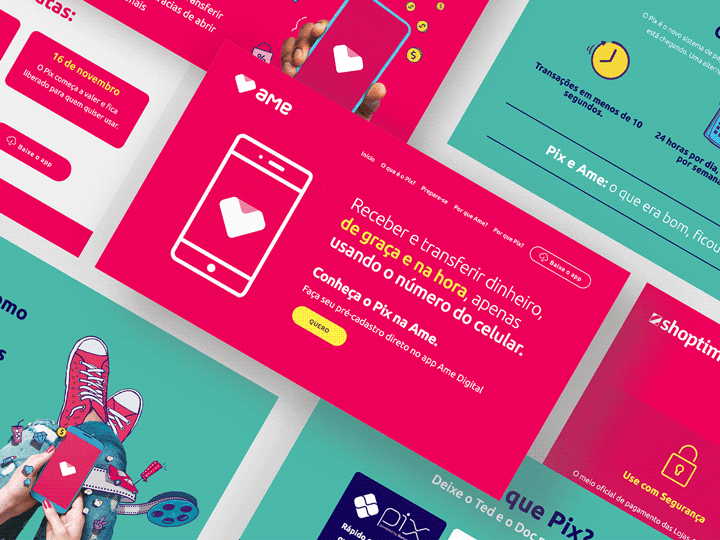 atas:
16 de novembro
O Pix começa a valer e fica
liberado para quem quiser usar.
Baixe o app
transferir
racias de abrir
onais
ame
Início
O que é o Pix?
Prepare-se
Por que Ame?
Por que Pix?
Baixe o app
Receber e transferir dinheiro,
de graça e na hora, apenas
usando o número do celular.
Conheça o Pix na Ame.
Faça seu pré-cadastro direto no app Ame Digital
QUERO
O Pix é o novo sistema de pa
está chegando. Uma alterna
Transações em menos de 10
segundos.
24 horas por dia,
por semana
Pix e Ame: o que era bom, ficou
omo
s
shoptim
Use com Segurança
O meio oficial de pagamento das Lojas
que Pix?
Deixe o Ted e o Doc
pix
Rápido